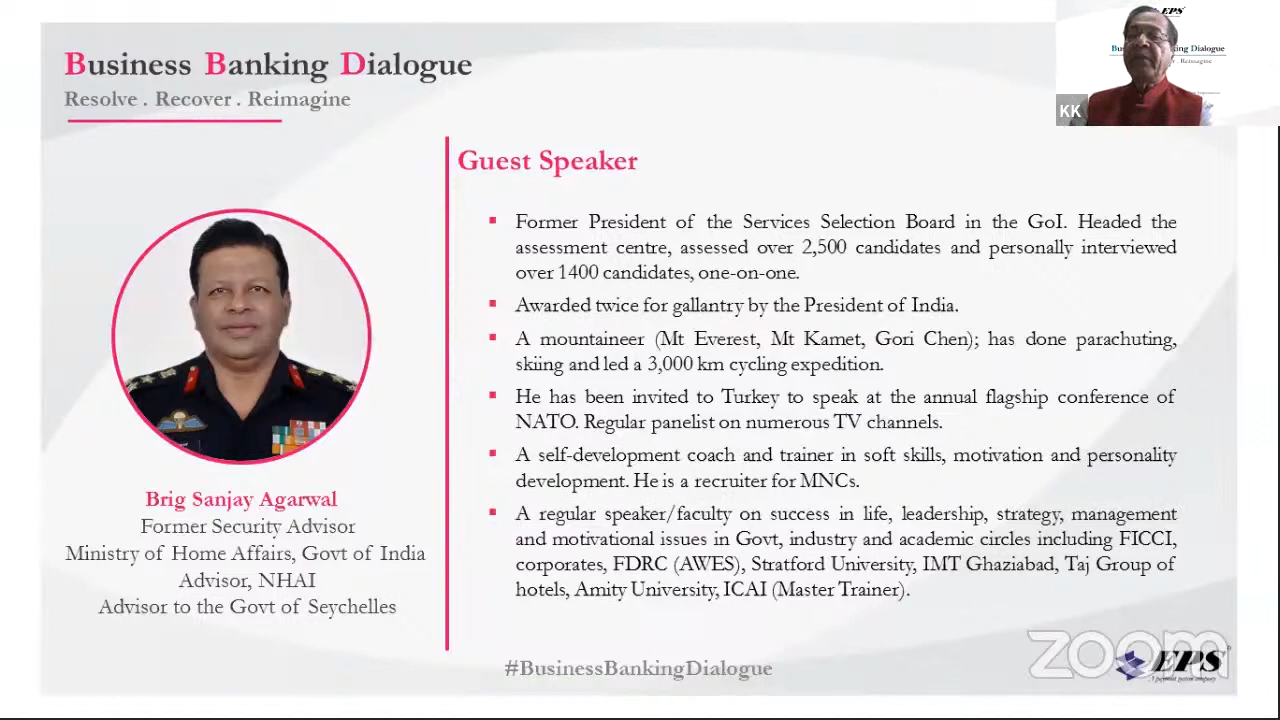 Business Banking Dialogue
Resolve . Recover . Reimagine
EPS
KK
Guest Speaker
Former President of the Services Selection Board in the GoI. Headed the
assessment centre, assessed over 2,500 candidates and personally interviewed
over 1400 candidates, one-on-one.
Awarded twice for gallantry by the President of India.
A mountaineer (Mt Everest, Mt Kamet, Gori Chen); has done parachuting,
skiing and led a 3,000 km cycling expedition.
He has been invited to Turkey to speak at the annual flagship conference of
NATO. Regular panelist on numerous TV channels.
A self-development coach and trainer in soft skills, motivation and personality
development. He is a recruiter for MNCs.
A regular speaker/faculty on success in life, leadership, strategy, management
and motivational issues in Govt, industry and academic circles including FICCI,
corporates, FDRC (AWES), Stratford University, IMT Ghaziabad, Taj Group of
hotels, Amity University, ICAI (Master Trainer).
Brig Sanjay Agarwal
Former Security Advisor
Ministry of Home Affairs, Govt of India
Advisor, NHAI
Advisor to the Govt of Seychelles
#BusinessBankingDialogue
zoom
EPS